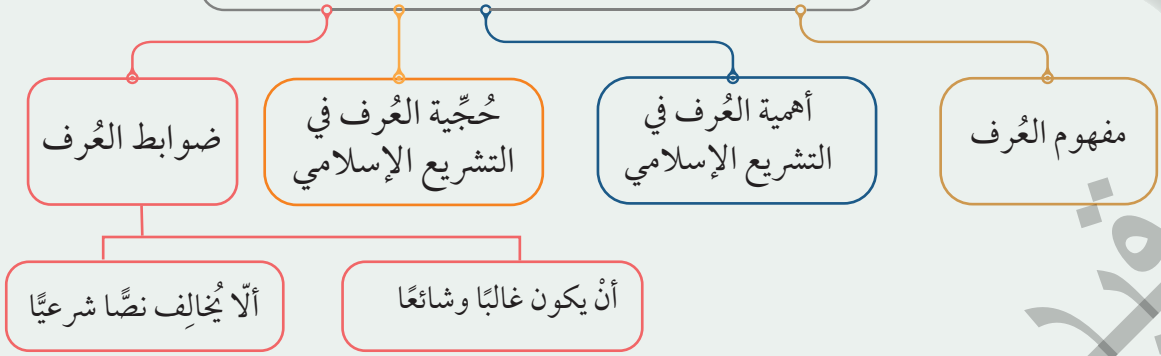 مفهوم العُرف
أهمية العُرف في
التشريع الإسلامي
حُجِّية العُرف في
التشريع الإسلامي
ضوابط العُرف
أنْ يكون غالبًا وشائعًا
ألّا يُخالِف نصًّا شرعيًّا